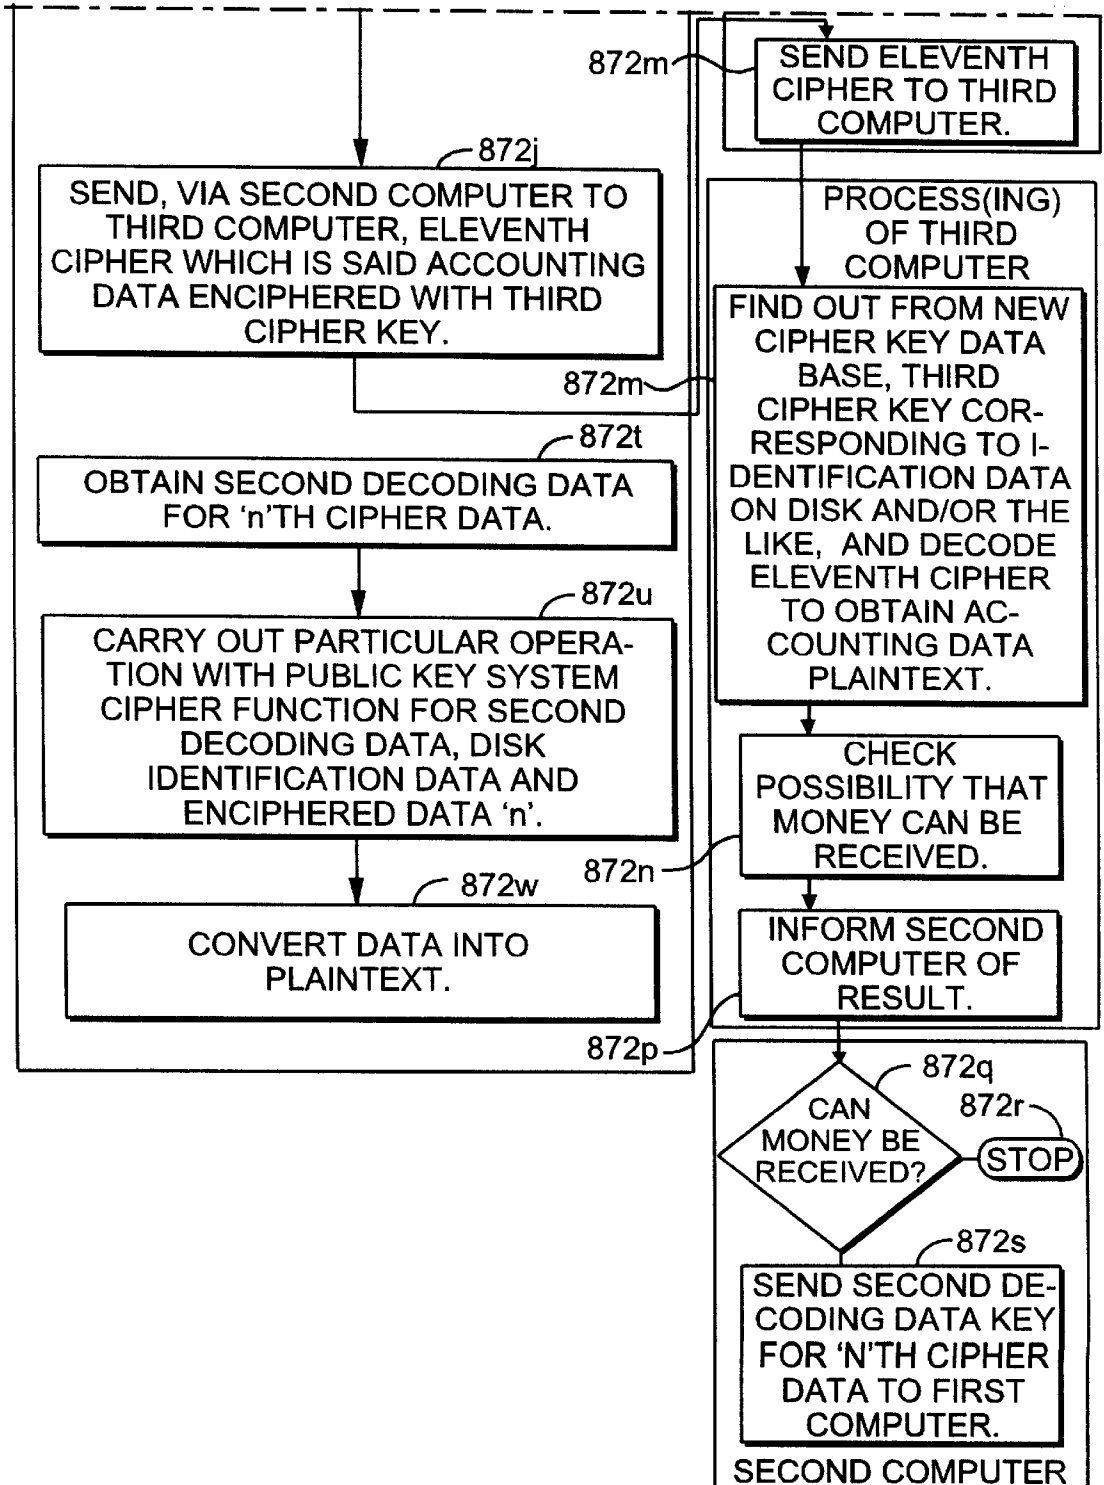 872m
SEND ELEVENTH
CIPHER TO THIRD
COMPUTER.
872j
SEND, VIA SECOND COMPUTER TO
THIRD COMPUTER, ELEVENTH
CIPHER WHICH IS SAID ACCOUNTING
DATA ENCIPHERED WITH THIRD
CIPHER KEY.
PROCESS(ING)
OF THIRD
COMPUTER
872m
FIND OUT FROM NEW
CIPHER KEY DATA
BASE, THIRD
CIPHER KEY COR-
RESPONDING TO I-
DENTIFICATION DATA
ON DISK AND/OR THE
LIKE, AND DECODE
ELEVENTH CIPHER
TO OBTAIN AC-
COUNTING DATA
PLAINTEXT.
872t
OBTAIN SECOND DECODING DATA
FOR ‘n’TH CIPHER DATA.
872u
CARRY OUT PARTICULAR OPERA-
TION WITH PUBLIC KEY SYSTEM
CIPHER FUNCTION FOR SECOND
DECODING DATA, DISK
IDENTIFICATION DATA AND
ENCIPHERED DATA ‘n’.
872w
CONVERT DATA INTO
PLAINTEXT.
CHECK
POSSIBILITY THAT
MONEY CAN BE
RECEIVED.
872n
INFORM SECOND
COMPUTER OF
RESULT.
872p
872q
CAN
MONEY BE
RECEIVED?
872r
STOP
872s
SEND SECOND DE-
CODING DATA KEY
FOR ‘N’TH CIPHER
DATA TO FIRST
COMPUTER.
SECOND COMPUTER